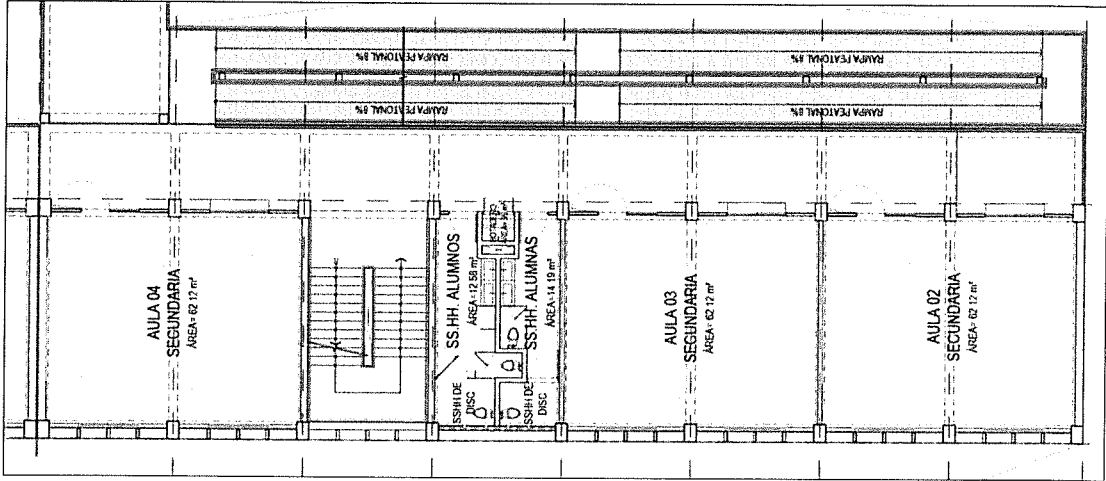 RAMPA PEATONAL 8%
RAMPA PEATONAL 8%
RAMPA PEATONAL 8%
RAMPA PEATONAL 8%
AULA 04
SECUNDARIA
ÁREA= 62.12 m²
SS.HH. ALUMNOS
ÁREA=12.58 m²
SS.HH. ALUMNAS
ÁREA=14.19 m²
SSHH DE
DISC
SSHH DE
DISC
AULA 03
SECUNDARIA
ÁREA= 62.12 m²
AULA 02
SECUNDARIA
ÁREA= 62.12 m²